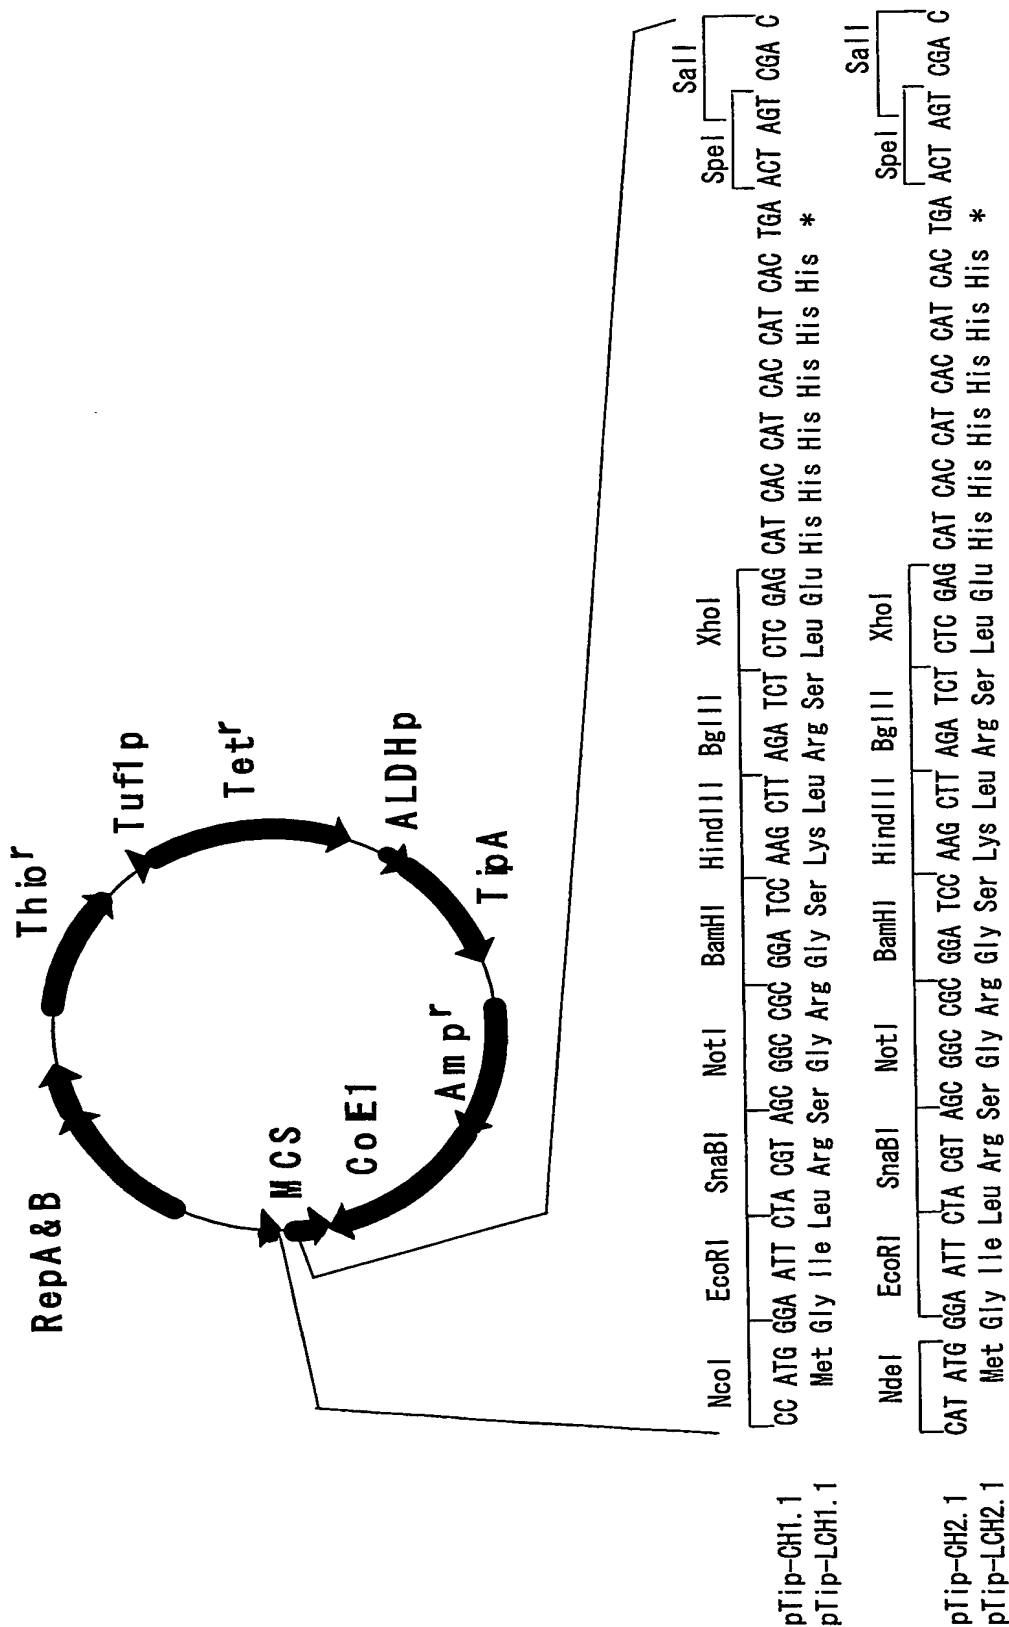 RepA&B
Thioʳ
Tuf1p
Tetʳ
ALDHp
TipA
Ampʳ
CoE1
MCS
pTip-CH1.1
pTip-LCH1.1
NcoI EcoRI SnaBI NotI BamHI HindIII BglII XhoI SpeI SalI
CC ATG GGA ATT CTA CGT AGC GGC CGC GGA TCC AAG CTT AGA TCT CTC GAG CAT CAC CAT CAC CAT CAC TGA ACT AGT CGA C
Met Gly Ile Leu Arg Ser Gly Arg Gly Ser Lys Leu Arg Ser Leu Glu His His His His His His *
pTip-CH2.1
pTip-LCH2.1
NdeI EcoRI SnaBI NotI BamHI HindIII BglII XhoI SpeI SalI
CAT ATG GGA ATT CTA CGT AGC GGC CGC GGA TCC AAG CTT AGA TCT CTC GAG CAT CAC CAT CAC CAT CAC TGA ACT AGT CGA C
Met Gly Ile Leu Arg Ser Gly Arg Gly Ser Lys Leu Arg Ser Leu Glu His His His His His His *